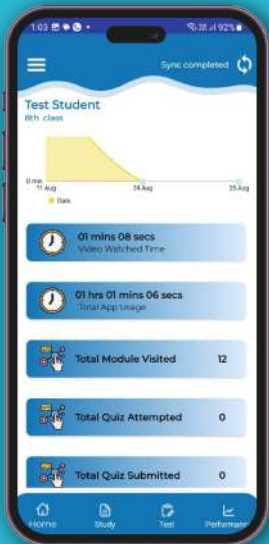 1:03
92%
Sync completed
Test Student
8th class
0 min
11 Aug
24 Aug
25 Aug
Data
01 mins 08 secs
Video Watched Time
01 hrs 01 mins 06 secs
Total App Usage
Total Module Visited 12
Total Quiz Attempted 0
Total Quiz Submitted 0
Home Study Test Performanc